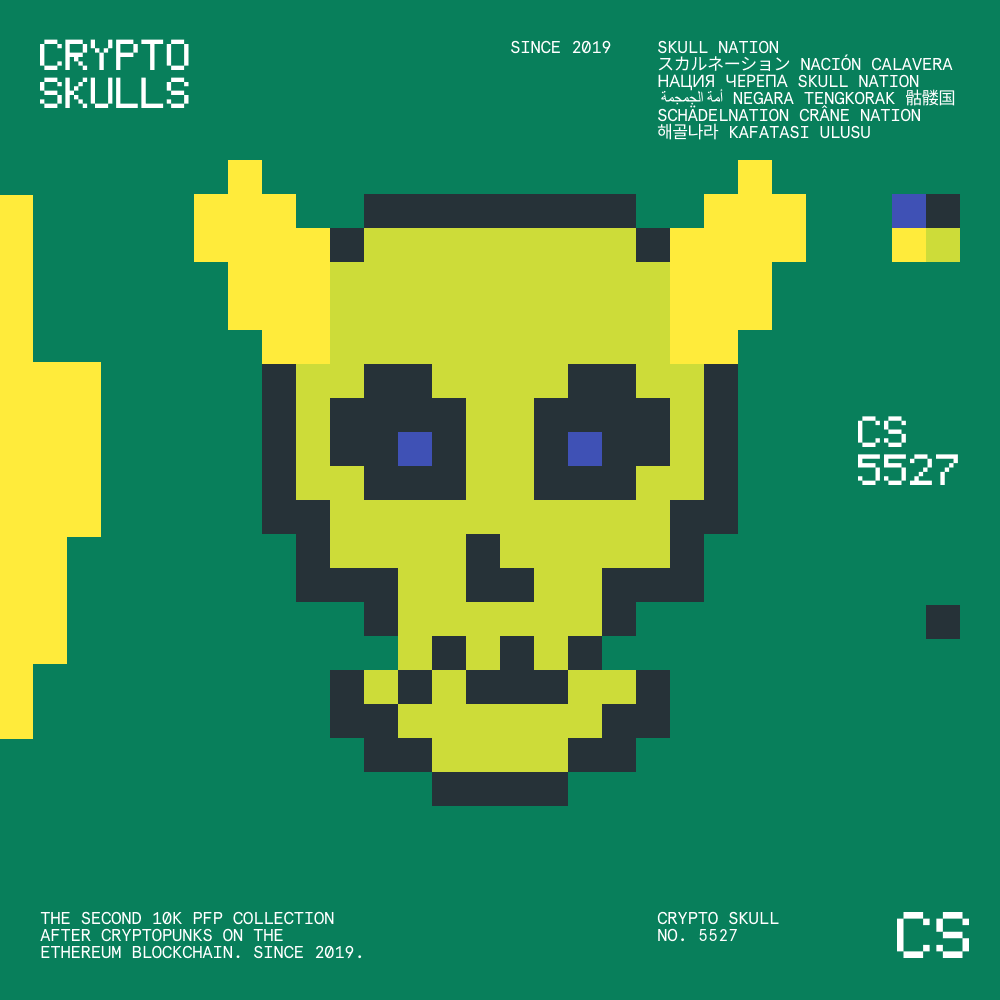 CRYPTO
SKULLS
SINCE 2019
SKULL NATION
スカルネーション NACIÓN CALAVERA
НАЦИЯ ЧЕРЕПА SKULL NATION
أمة الجمجمة NEGARA TENGKORAK 骷髅国
SCHÄDELNATION CRÂNE NATION
해골나라 KAFATASI ULUSU
CS
5527
THE SECOND 10K PFP COLLECTION
AFTER CRYPTOPUNKS ON THE
ETHEREUM BLOCKCHAIN. SINCE 2019.
CRYPTO SKULL
NO. 5527
CS